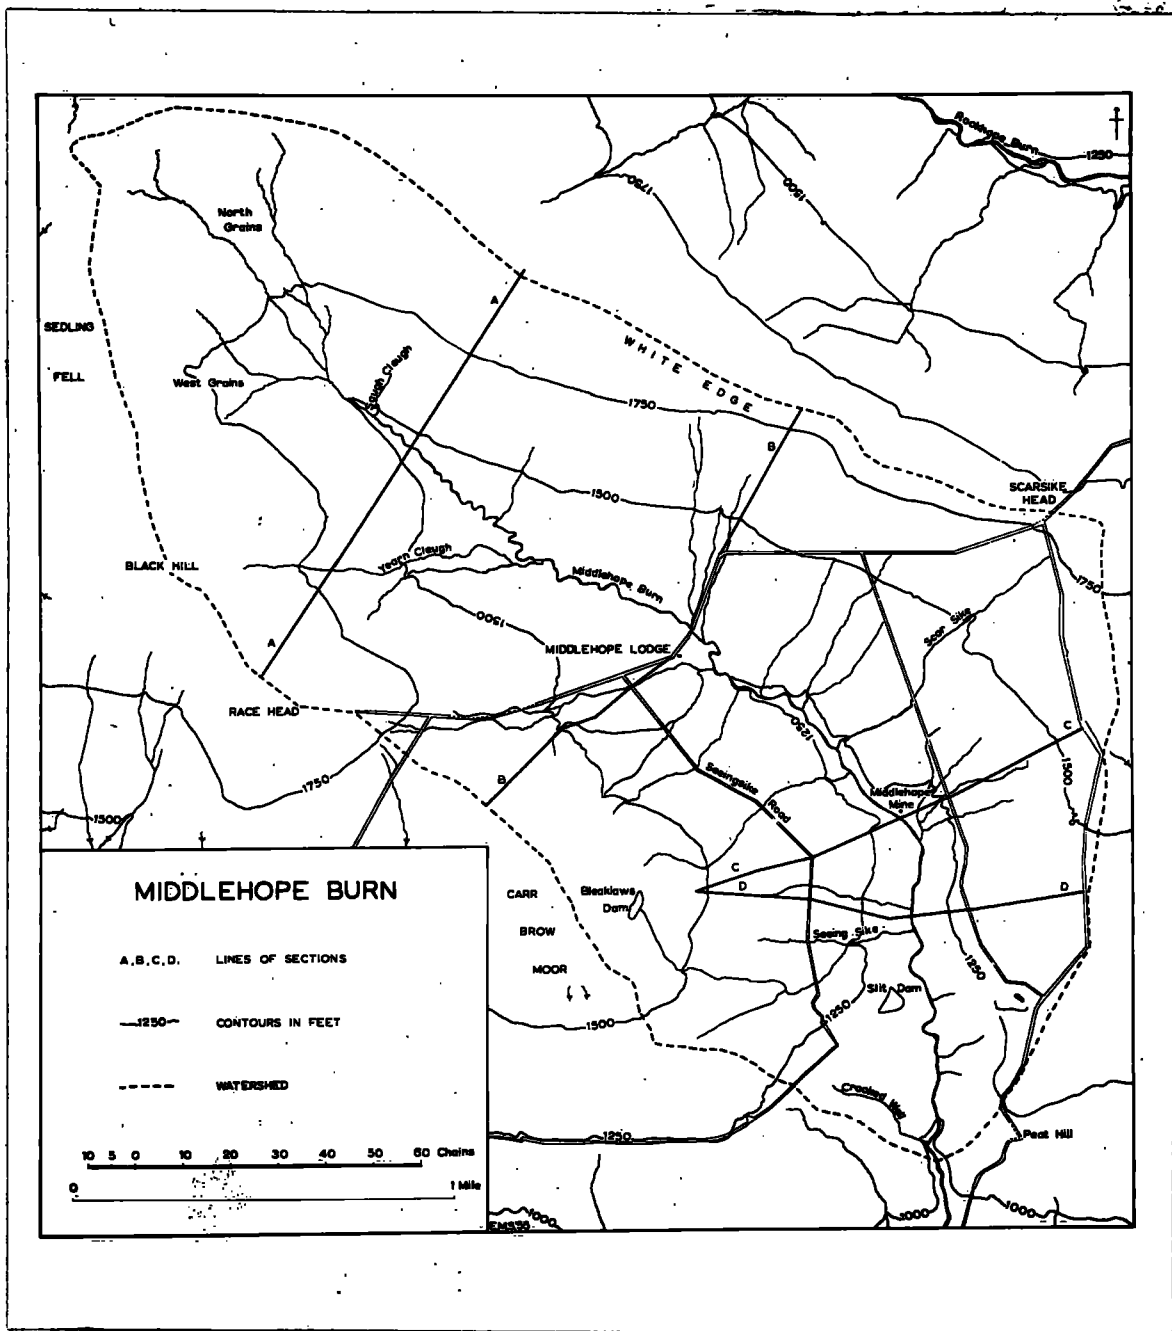 Rookhope Burn
1250
1750
1500
North
Grains
A
SEDLING
FELL
WHITE EDGE
West Grains
1750
B
1500
SCARSIKE
HEAD
Yearn Cleugh
BLACK HILL
Middlehope Burn
1750
1500
Scar Sike
A
MIDDLEHOPE LODGE
RACE HEAD
1250
C
B
Seeingsike Road
1500
1750
Middlehope
Mine
1500
C
D
D
CARR
BROW
MOOR
Bleaklaws
Dam
Seeing Sike
1250
Slit Dam
1250
1500
Crooked Well
1250
Peat Hill
1000
1000
1000
MIDDLEHOPE BURN
A, B, C, D. LINES OF SECTIONS
1250 CONTOURS IN FEET
WATERSHED
10 5 0 10 20 30 40 50 60 Chains
0 1 Mile